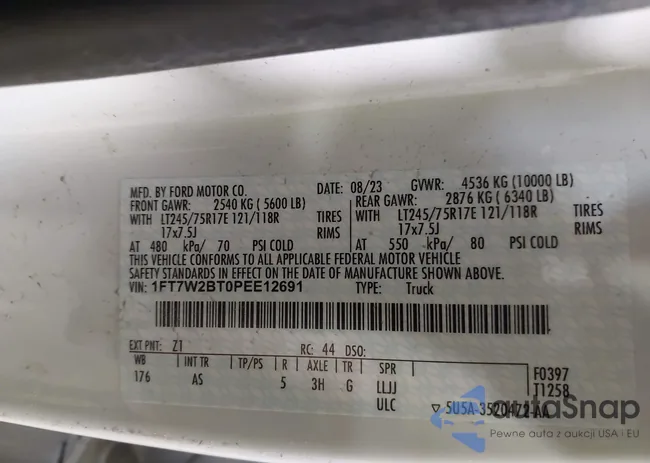 MFD. BY FORD MOTOR CO. DATE: 08/23 GVWR: 4536 KG (10000 LB)
FRONT GAWR: 2540 KG ( 5600 LB) REAR GAWR: 2876 KG ( 6340 LB)
WITH LT245/75R17E 121/118R TIRES WITH LT245/75R17E 121/118R TIRES
17x7.5J RIMS 17x7.5J RIMS
AT 480 kPa/ 70 PSI COLD AT 550 kPa/ 80 PSI COLD
THIS VEHICLE CONFORMS TO ALL APPLICABLE FEDERAL MOTOR VEHICLE
SAFETY STANDARDS IN EFFECT ON THE DATE OF MANUFACTURE SHOWN ABOVE.
VIN: 1FT7W2BT0PEE12691 TYPE: Truck
EXT PNT: Z1 RC: 44 DSO:
WB INT TR TP/PS R AXLE TR SPR F0397
176 AS 5 3H G LLJJ T1258
ULC ▽ 5U5A-3520472-AA
autoSnap
Pewne auto z aukcji USA i EU